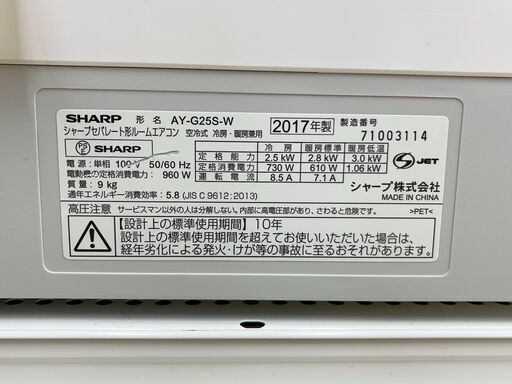 SHARP 形名 AY-G25S-W 2017年製 製造番号
シャープセパレート形ルームエアコン 空冷式 冷房・暖房兼用 71003114
PS E SHARP
電源:単相 100 V 50/60 Hz
電動機の定格消費電力: 960 W
質量:9 kg
冷房 暖房標準 暖房低温
定格能力 2.5 kW 2.8 kW 3.0 kW
定格消費電力 730 W 610 W 1.06 kW
運転電流 8.5 A 7.1 A
S JET
通年エネルギー消費効率: 5.8 (JIS C 9612:2013)
シャープ株式会社
MADE IN CHINA
高圧注意 サービスマン以外の人は分解しない。内部に高電圧部があり、さわると危険です。
>PET<
【設計上の標準使用期間】10年
設計上の標準使用期間を超えてお使いいただいた場合は、
経年劣化による発火・けが等の事故に至るおそれがあります。